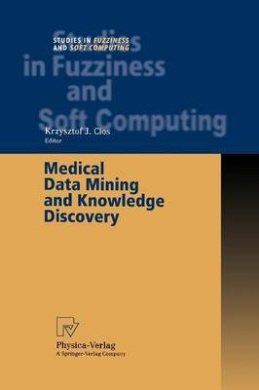 STUDIES IN FUZZINESS
AND SOFT COMPUTING
Studies
in Fuzziness
and
Soft Computing
Krzysztof J. Cios
Editor
Medical
Data Mining
and Knowledge
Discovery
Physica-Verlag
A Springer-Verlag Company